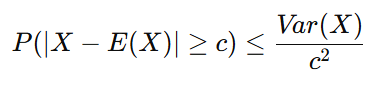 P(|X − E(X)| ≥ c) ≤ Var(X) / c²